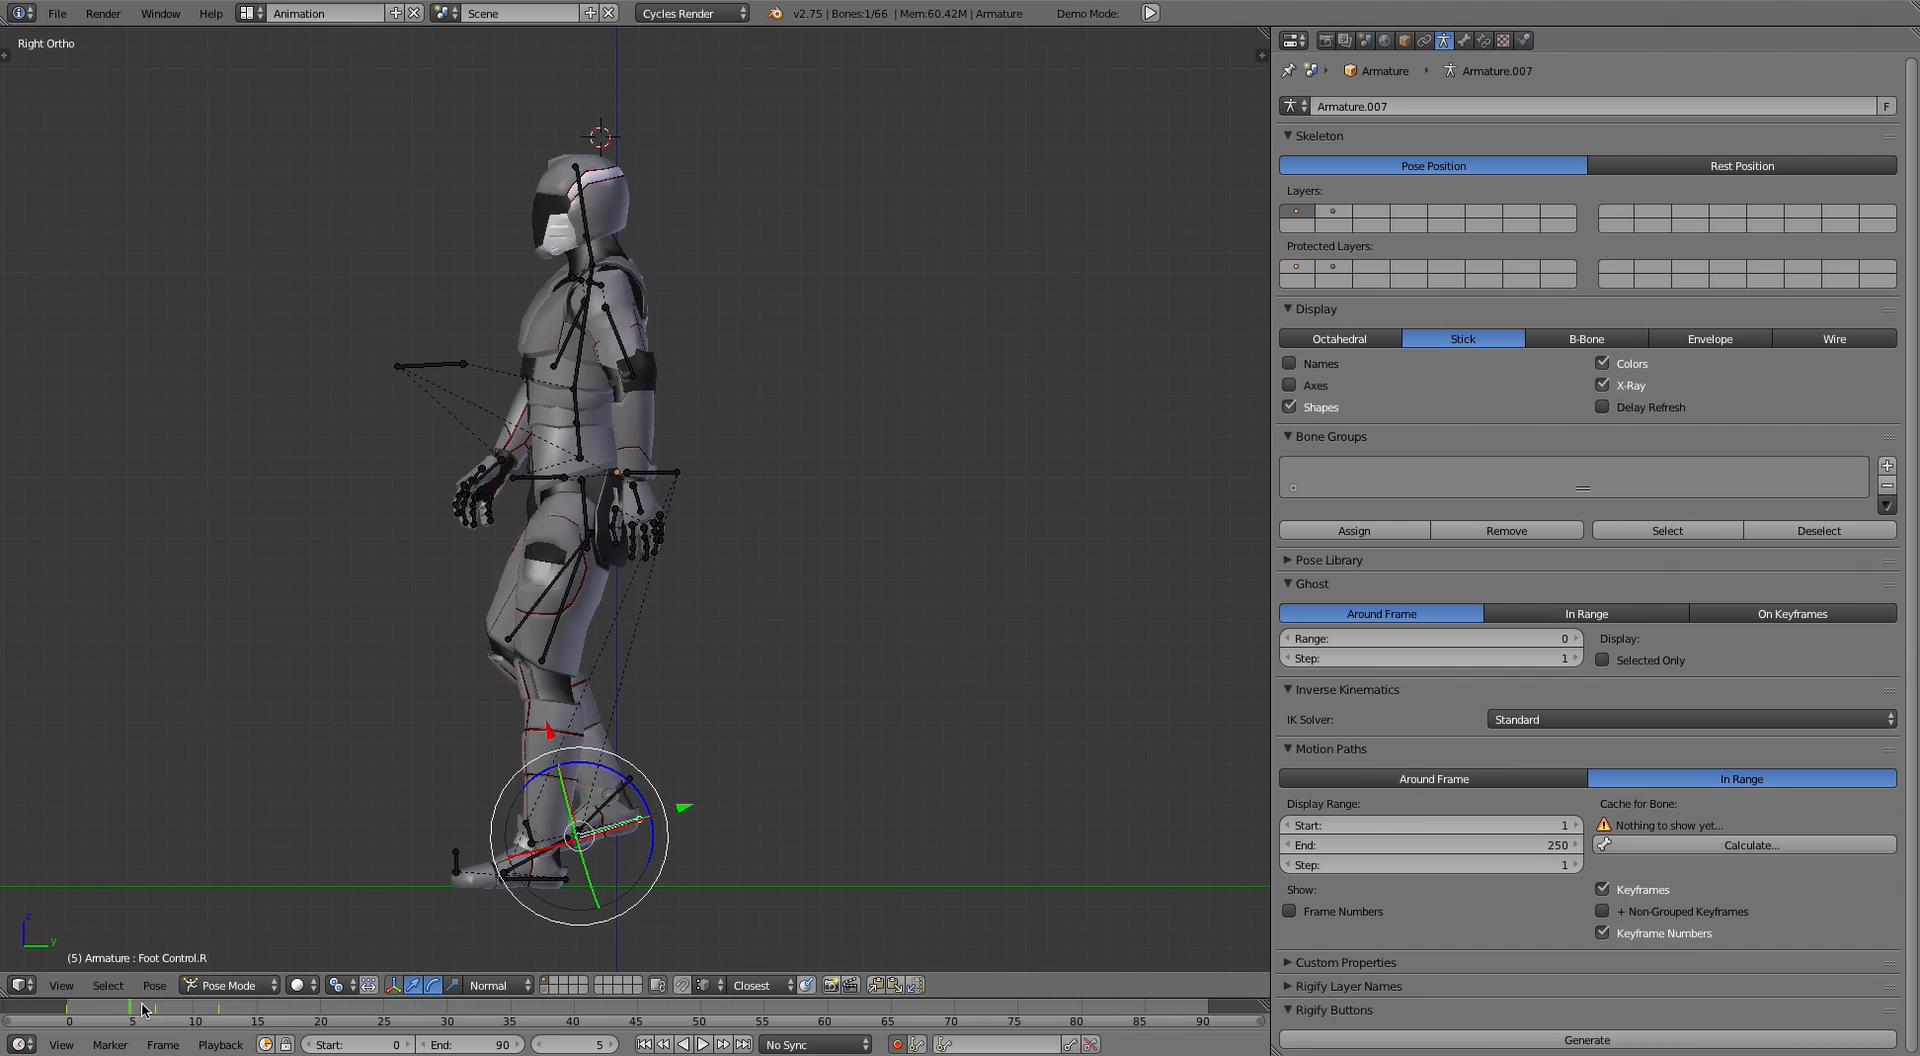 File Render Window Help Animation Scene Cycles Render v2.75 | Bones:1/66 | Mem:60.42M | Armature Demo Mode:
Right Ortho
Armature Armature.007
Armature.007 F
Skeleton
Pose Position Rest Position
Layers:
Protected Layers:
Display
Octahedral Stick B-Bone Envelope Wire
Names Colors
Axes X-Ray
Shapes Delay Refresh
Bone Groups
Assign Remove Select Deselect
Pose Library
Ghost
Around Frame In Range On Keyframes
Range: 0 Display:
Step: 1 Selected Only
Inverse Kinematics
IK Solver: Standard
Motion Paths
Around Frame In Range
Display Range: Cache for Bone:
Start: 1 Nothing to show yet...
End: 250 Calculate...
Step: 1
Show: Keyframes
Frame Numbers + Non-Grouped Keyframes
Keyframe Numbers
Custom Properties
Rigify Layer Names
Rigify Buttons
Generate
z
y
(5) Armature : Foot Control.R
View Select Pose Pose Mode Normal Closest
0 5 10 15 20 25 30 35 40 45 50 55 60 65 70 75 80 85 90
View Marker Frame Playback Start: 0 End: 90 5 No Sync